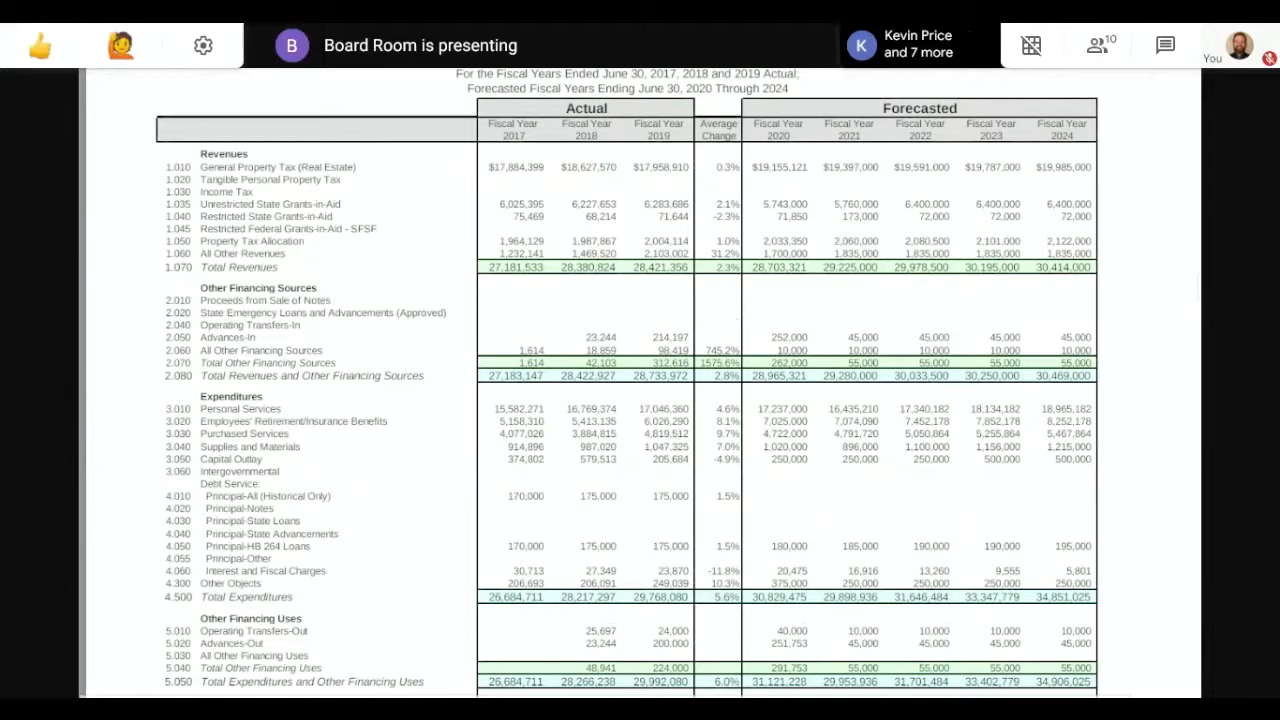 B Board Room is presenting
K Kevin Price and 7 more
10
You
For the Fiscal Years Ended June 30, 2017, 2018 and 2019 Actual;
Forecasted Fiscal Years Ending June 30, 2020 Through 2024
Actual Forecasted
Fiscal Year 2017 Fiscal Year 2018 Fiscal Year 2019 Average Change Fiscal Year 2020 Fiscal Year 2021 Fiscal Year 2022 Fiscal Year 2023 Fiscal Year 2024
Revenues
1.010 General Property Tax (Real Estate) $17,884,399 $18,627,570 $17,958,910 0.3% $19,155,121 $19,397,000 $19,591,000 $19,787,000 $19,985,000
1.020 Tangible Personal Property Tax
1.030 Income Tax
1.035 Unrestricted State Grants-in-Aid 6,025,395 6,227,653 6,283,686 2.1% 5,743,000 5,760,000 6,400,000 6,400,000 6,400,000
1.040 Restricted State Grants-in-Aid 75,469 68,214 71,644 -2.3% 71,850 173,000 72,000 72,000 72,000
1.045 Restricted Federal Grants-in-Aid - SFSF
1.050 Property Tax Allocation 1,964,129 1,987,867 2,004,114 1.0% 2,033,350 2,060,000 2,080,500 2,101,000 2,122,000
1.060 All Other Revenues 1,232,141 1,469,520 2,103,002 31.2% 1,700,000 1,835,000 1,835,000 1,835,000 1,835,000
1.070 Total Revenues 27,181,533 28,380,824 28,421,356 2.3% 28,703,321 29,225,000 29,978,500 30,195,000 30,414,000
Other Financing Sources
2.010 Proceeds from Sale of Notes
2.020 State Emergency Loans and Advancements (Approved)
2.040 Operating Transfers-In
2.050 Advances-In 23,244 214,197 252,000 45,000 45,000 45,000 45,000
2.060 All Other Financing Sources 1,614 18,859 98,419 745.2% 10,000 10,000 10,000 10,000 10,000
2.070 Total Other Financing Sources 1,614 42,103 312,616 1575.6% 262,000 55,000 55,000 55,000 55,000
2.080 Total Revenues and Other Financing Sources 27,183,147 28,422,927 28,733,972 2.8% 28,965,321 29,280,000 30,033,500 30,250,000 30,469,000
Expenditures
3.010 Personal Services 15,582,271 16,769,374 17,046,360 4.6% 17,237,000 16,435,210 17,340,182 18,134,182 18,965,182
3.020 Employees' Retirement/Insurance Benefits 5,158,310 5,413,135 6,026,290 8.1% 7,025,000 7,074,090 7,452,178 7,852,178 8,252,178
3.030 Purchased Services 4,077,026 3,884,815 4,819,512 9.7% 4,722,000 4,791,720 5,050,864 5,255,864 5,467,864
3.040 Supplies and Materials 914,896 987,020 1,047,325 7.0% 1,020,000 896,000 1,100,000 1,156,000 1,215,000
3.050 Capital Outlay 374,802 579,513 205,684 -4.9% 250,000 250,000 250,000 500,000 500,000
3.060 Intergovernmental
Debt Service:
4.010 Principal-All (Historical Only) 170,000 175,000 175,000 1.5%
4.020 Principal-Notes
4.030 Principal-State Loans
4.040 Principal-State Advancements
4.050 Principal-HB 264 Loans 170,000 175,000 175,000 1.5% 180,000 185,000 190,000 190,000 195,000
4.055 Principal-Other
4.060 Interest and Fiscal Charges 30,713 27,349 23,870 -11.8% 20,475 16,916 13,260 9,555 5,801
4.300 Other Objects 206,693 206,091 249,039 10.3% 375,000 250,000 250,000 250,000 250,000
4.500 Total Expenditures 26,684,711 28,217,297 29,768,080 5.6% 30,829,475 29,898,936 31,646,484 33,347,779 34,851,025
Other Financing Uses
5.010 Operating Transfers-Out 25,697 24,000 40,000 10,000 10,000 10,000 10,000
5.020 Advances-Out 23,244 200,000 251,753 45,000 45,000 45,000 45,000
5.030 All Other Financing Uses
5.040 Total Other Financing Uses 48,941 224,000 291,753 55,000 55,000 55,000 55,000
5.050 Total Expenditures and Other Financing Uses 26,684,711 28,266,238 29,992,080 6.0% 31,121,228 29,953,936 31,701,484 33,402,779 34,906,025